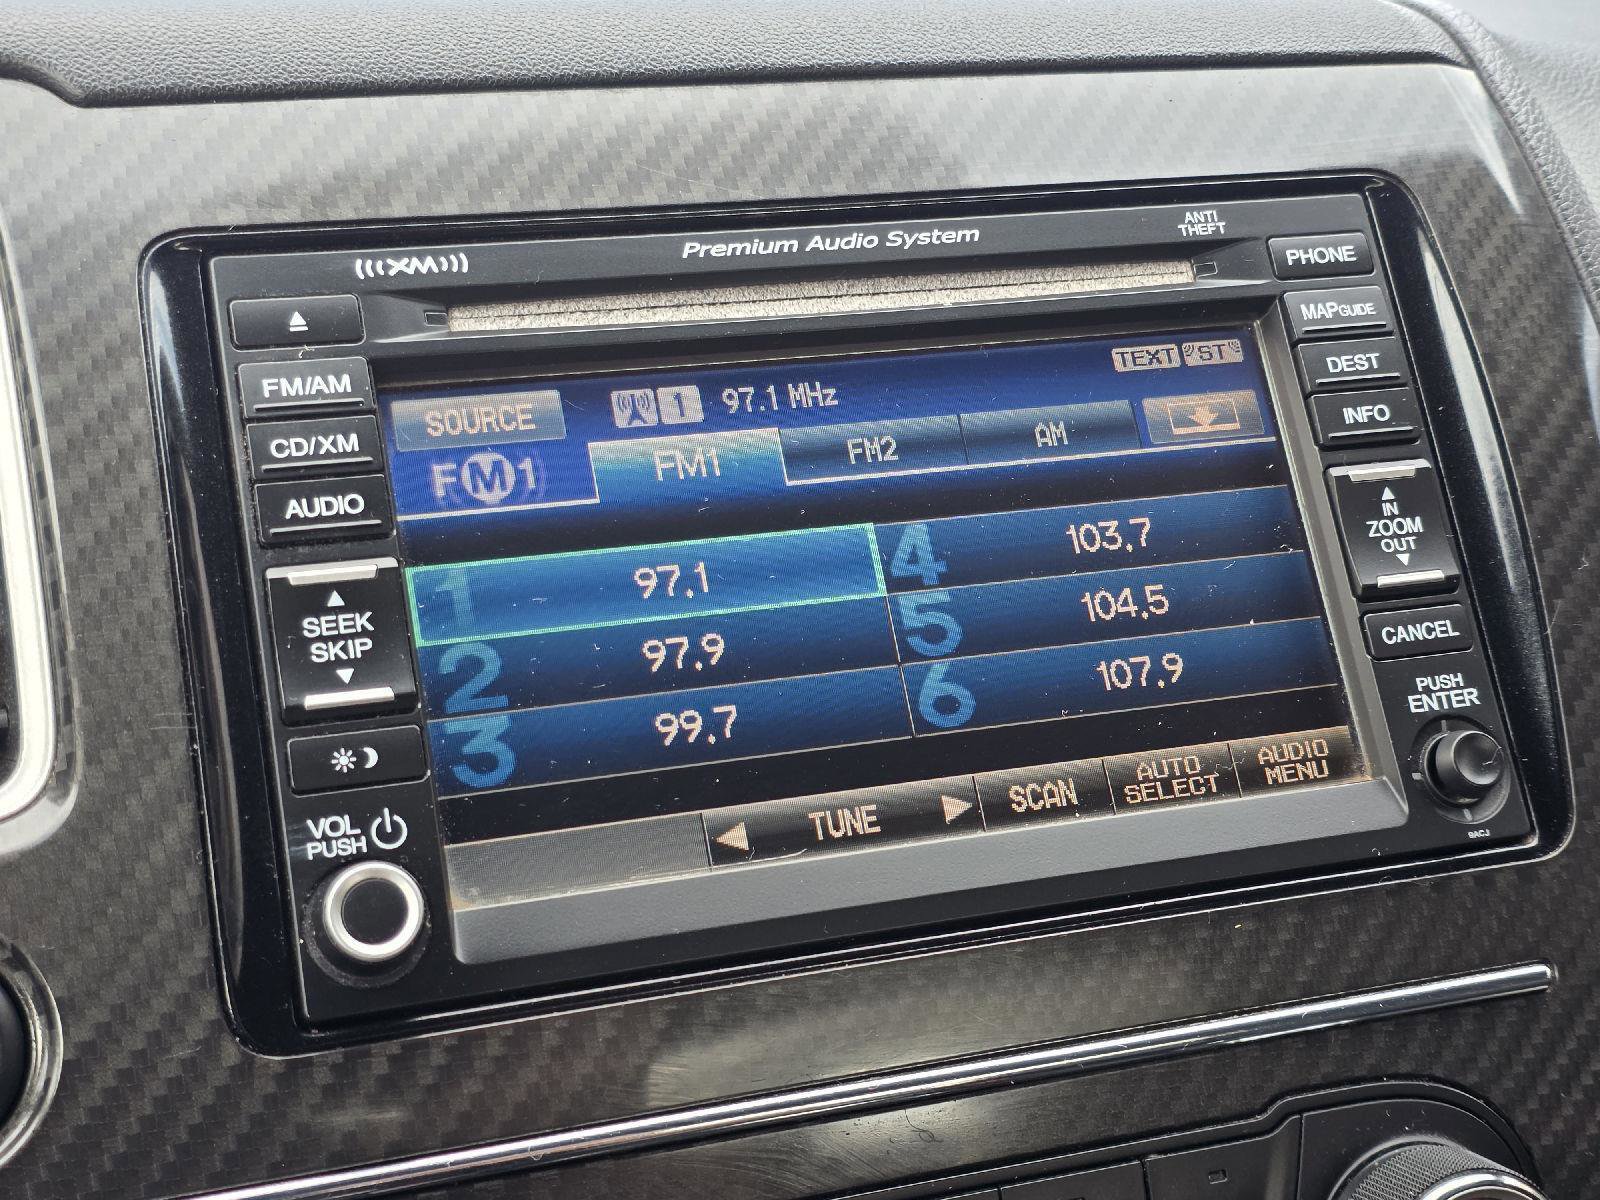 Premium Audio System
ANTI
THEFT
XM
PHONE
MAPGUIDE
DEST
INFO
IN
ZOOM
OUT
CANCEL
PUSH
ENTER
9ACJ
FM/AM
CD/XM
AUDIO
SEEK
SKIP
VOL
PUSH
TEXT ST
SOURCE 1 97.1 MHz
FM1 FM1 FM2 AM
1 97.1
2 97.9
3 99.7
4 103.7
5 104.5
6 107.9
TUNE SCAN AUTO SELECT AUDIO MENU